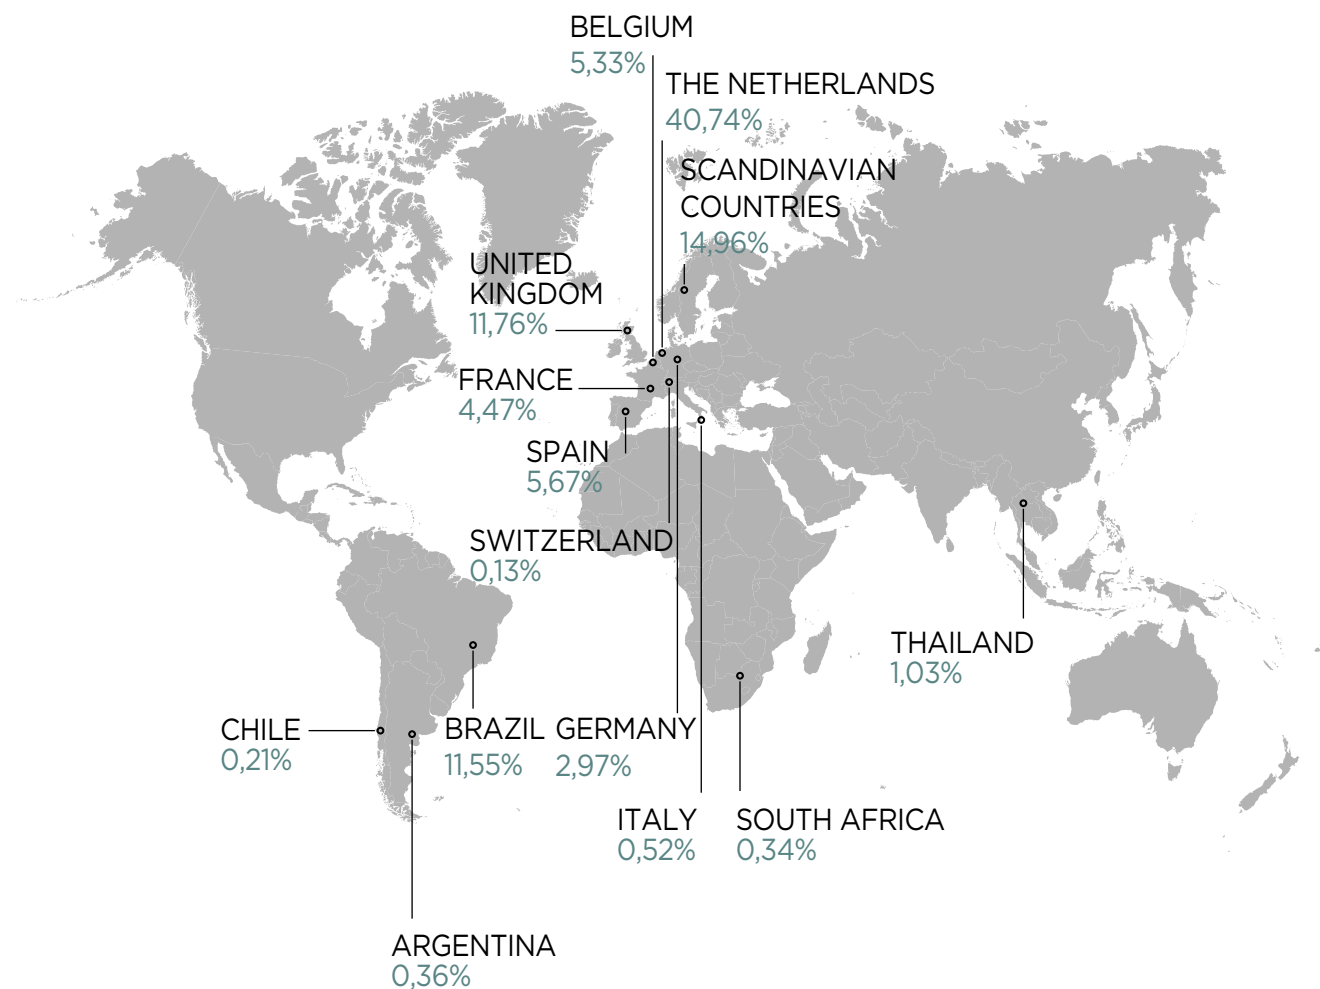 BELGIUM
5,33%
THE NETHERLANDS
40,74%
SCANDINAVIAN
COUNTRIES
14,96%
UNITED
KINGDOM
11,76%
FRANCE
4,47%
SPAIN
5,67%
SWITZERLAND
0,13%
THAILAND
1,03%
CHILE
0,21%
BRAZIL
11,55%
GERMANY
2,97%
ITALY
0,52%
SOUTH AFRICA
0,34%
ARGENTINA
0,36%